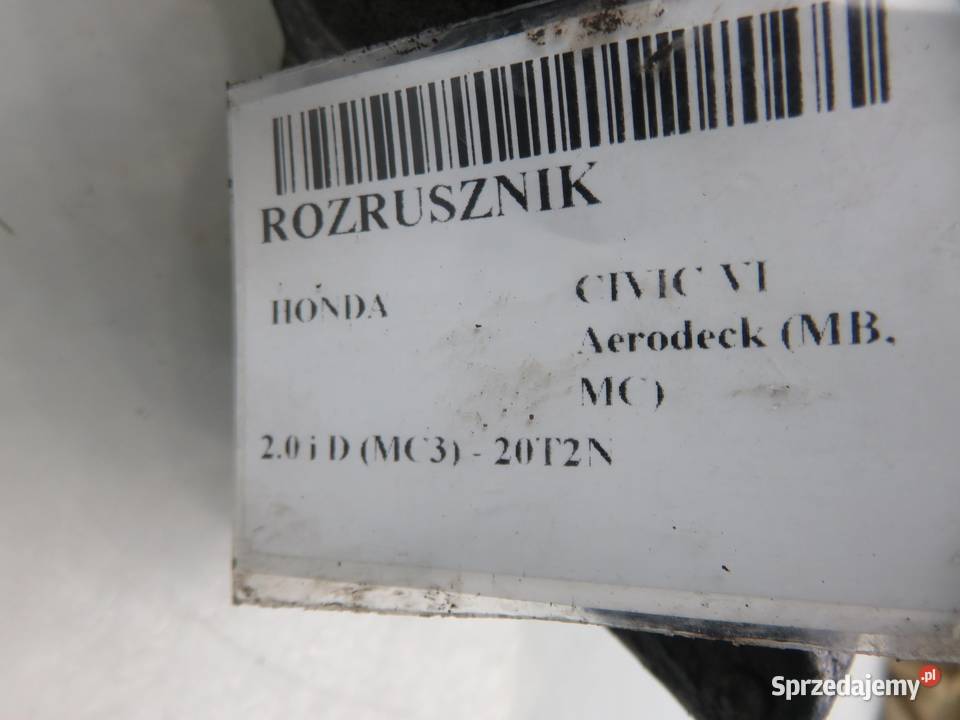 ROZRUSZNIK
HONDA
CIVIC VI
Aerodeck (MB,
MC)
2.0 i D (MC3) - 20T2N
Sprzedajemy.pl